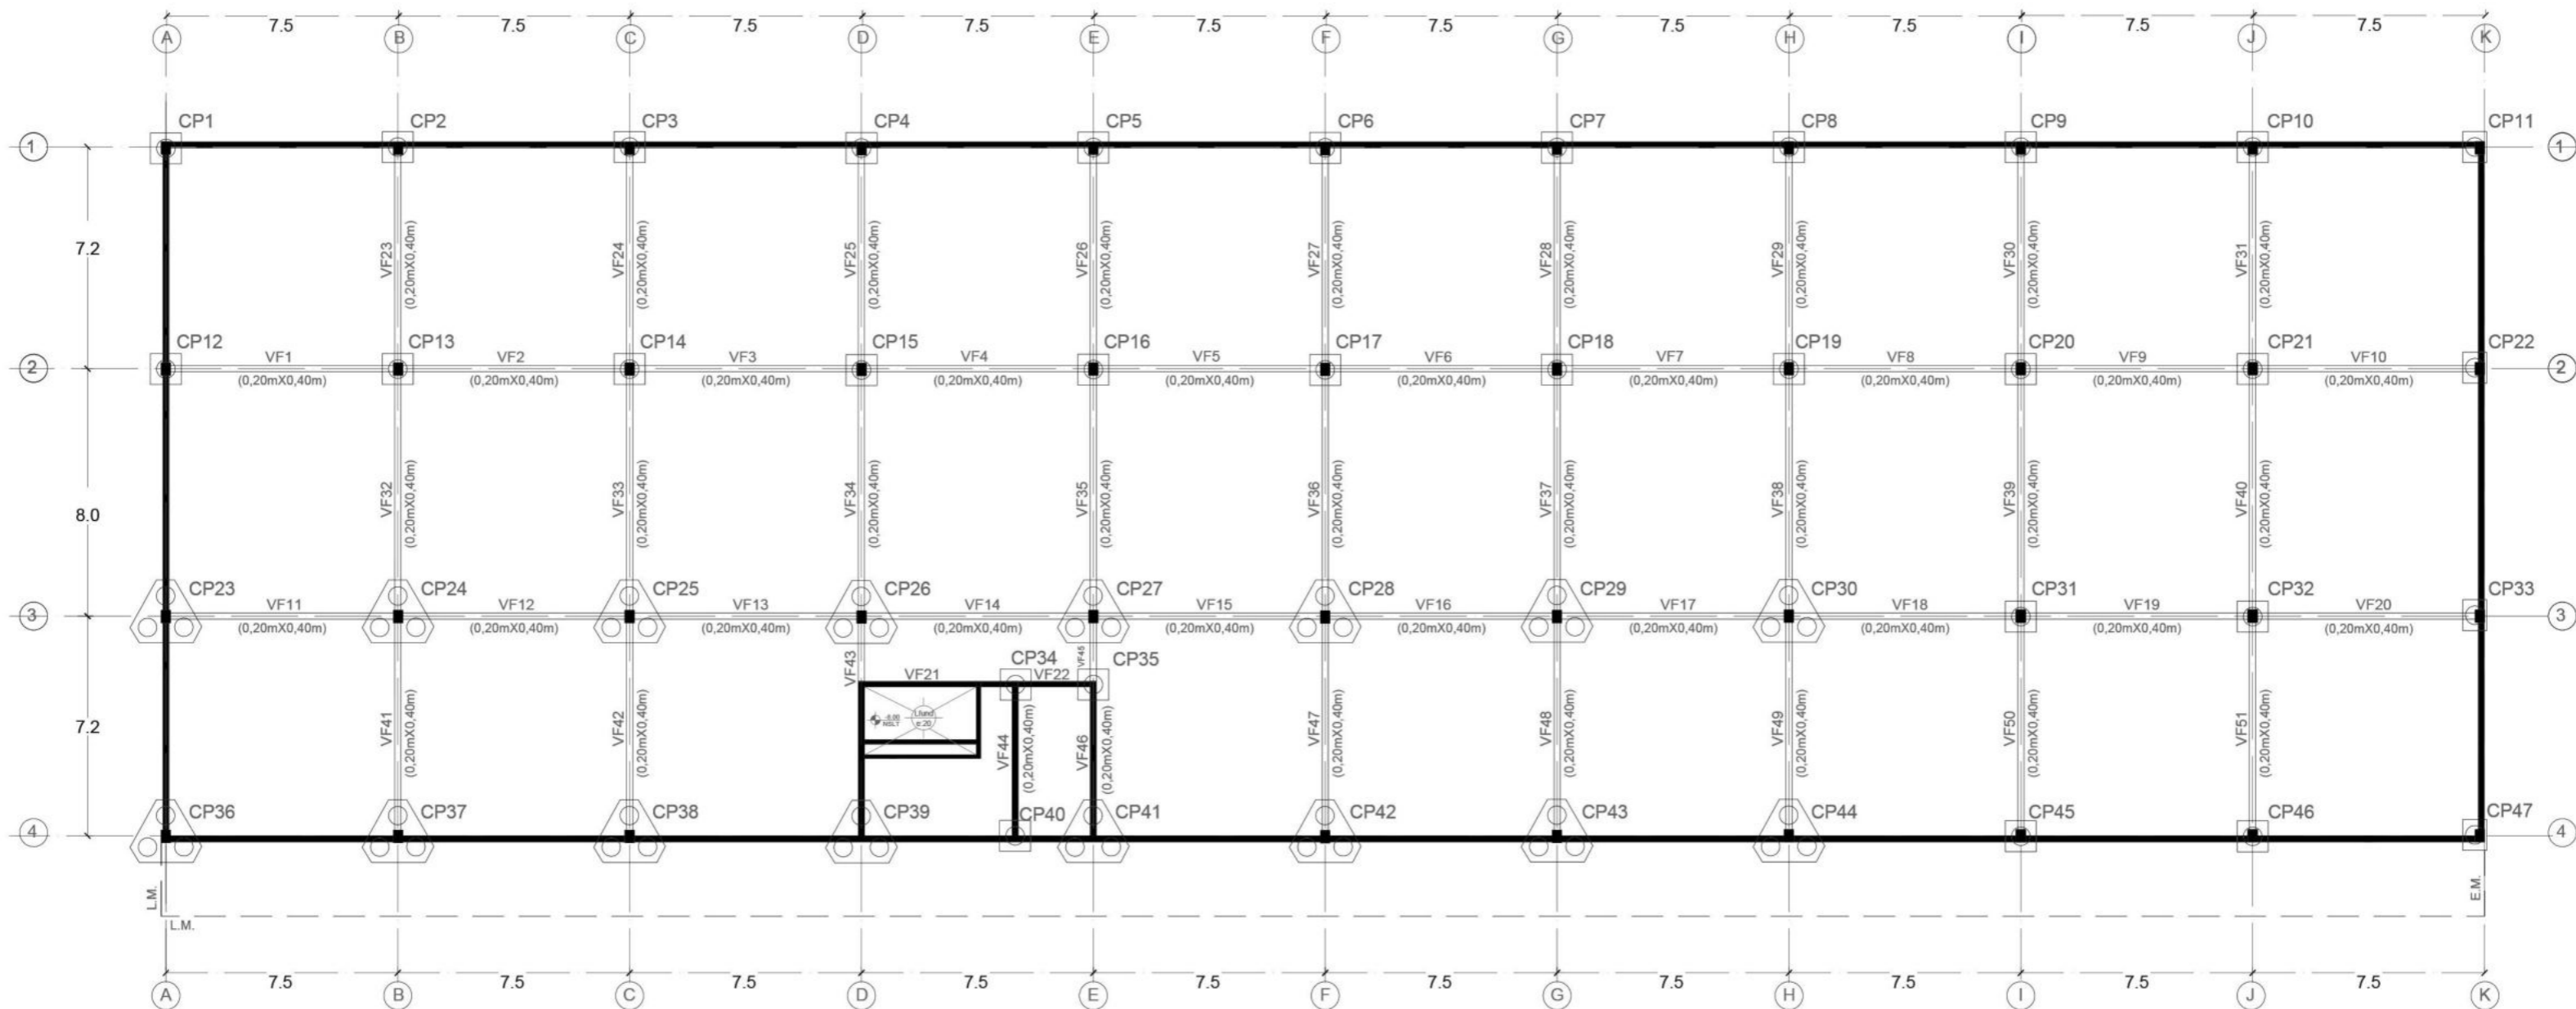 7.5 7.5 7.5 7.5 7.5 7.5 7.5 7.5 7.5 7.5
A B C D E F G H I J K
CP1 CP2 CP3 CP4 CP5 CP6 CP7 CP8 CP9 CP10 CP11
1 1
7.2
VF23 (0,20mX0,40m) VF24 (0,20mX0,40m) VF25 (0,20mX0,40m) VF26 (0,20mX0,40m) VF27 (0,20mX0,40m) VF28 (0,20mX0,40m) VF29 (0,20mX0,40m) VF30 (0,20mX0,40m) VF31 (0,20mX0,40m)
CP12 CP13 CP14 CP15 CP16 CP17 CP18 CP19 CP20 CP21 CP22
VF1 VF2 VF3 VF4 VF5 VF6 VF7 VF8 VF9 VF10
2 2
(0,20mX0,40m) (0,20mX0,40m) (0,20mX0,40m) (0,20mX0,40m) (0,20mX0,40m) (0,20mX0,40m) (0,20mX0,40m) (0,20mX0,40m) (0,20mX0,40m) (0,20mX0,40m)
8.0
VF32 (0,20mX0,40m) VF33 (0,20mX0,40m) VF34 (0,20mX0,40m) VF35 (0,20mX0,40m) VF36 (0,20mX0,40m) VF37 (0,20mX0,40m) VF38 (0,20mX0,40m) VF39 (0,20mX0,40m) VF40 (0,20mX0,40m)
CP23 CP24 CP25 CP26 CP27 CP28 CP29 CP30 CP31 CP32 CP33
VF11 VF12 VF13 VF14 VF15 VF16 VF17 VF18 VF19 VF20
3 3
(0,20mX0,40m) (0,20mX0,40m) (0,20mX0,40m) (0,20mX0,40m) (0,20mX0,40m) (0,20mX0,40m) (0,20mX0,40m) (0,20mX0,40m) (0,20mX0,40m) (0,20mX0,40m)
VF43 CP34 VF45 CP35
VF21 VF22
7.2
VF41 (0,20mX0,40m) VF42 (0,20mX0,40m) VF44 (0,20mX0,40m) VF46 (0,20mX0,40m) VF47 (0,20mX0,40m) VF48 (0,20mX0,40m) VF49 (0,20mX0,40m) VF50 (0,20mX0,40m) VF51 (0,20mX0,40m)
NSLT
CP36 CP37 CP38 CP39 CP40 CP41 CP42 CP43 CP44 CP45 CP46 CP47
4 4
L.M. E.M.
L.M.
7.5 7.5 7.5 7.5 7.5 7.5 7.5 7.5 7.5 7.5
A B C D E F G H I J K